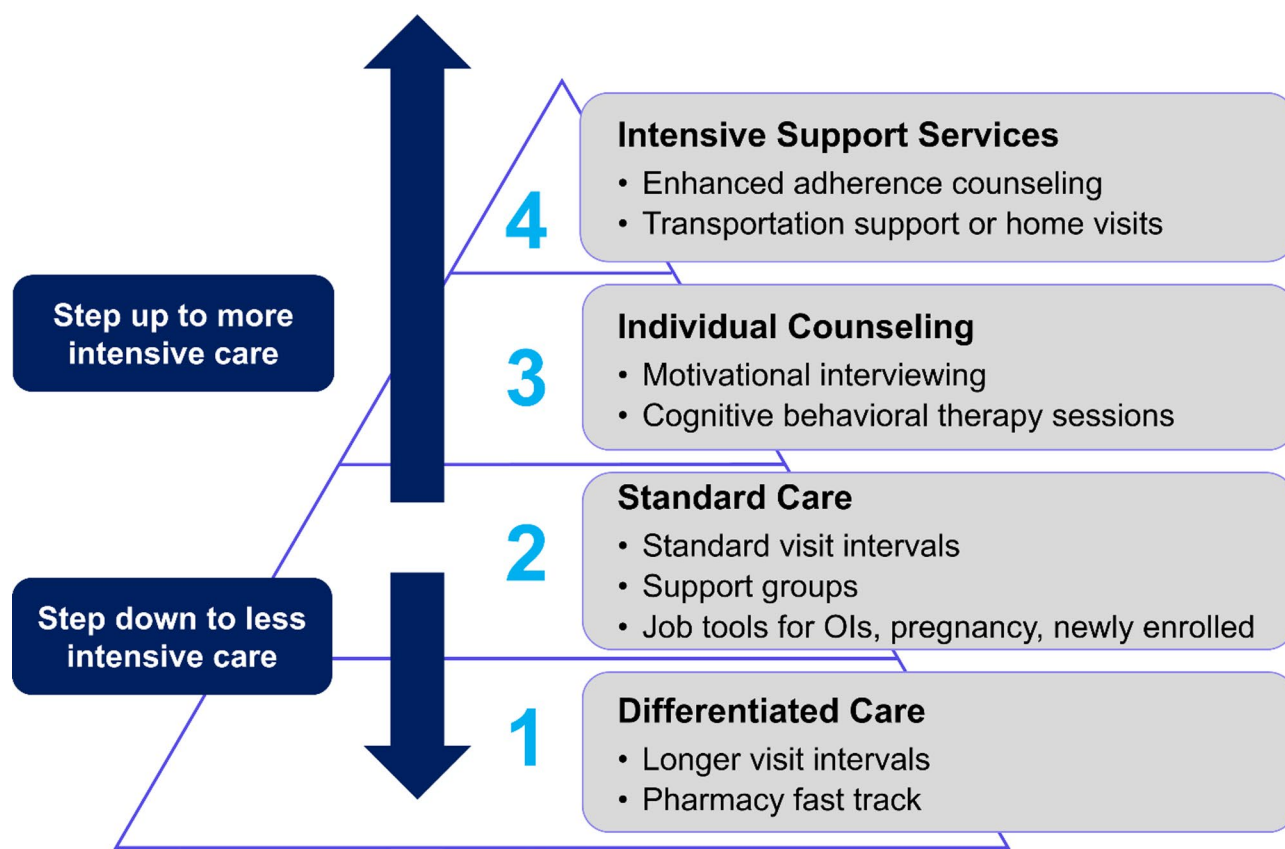 Step up to more
intensive care
Step down to less
intensive care
4
Intensive Support Services
• Enhanced adherence counseling
• Transportation support or home visits
3
Individual Counseling
• Motivational interviewing
• Cognitive behavioral therapy sessions
2
Standard Care
• Standard visit intervals
• Support groups
• Job tools for OIs, pregnancy, newly enrolled
1
Differentiated Care
• Longer visit intervals
• Pharmacy fast track